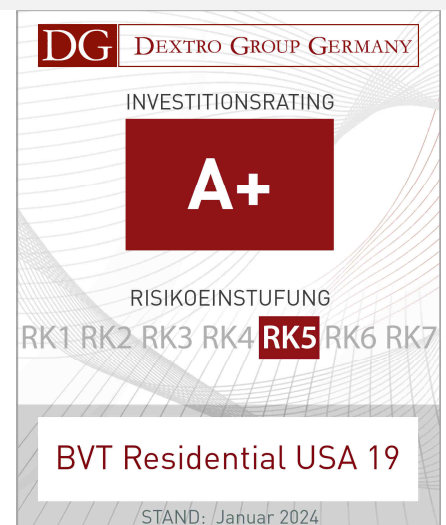 DG DEXTRO GROUP GERMANY
INVESTITIONSRATING
A+
RISIKOEINSTUFUNG
RK1 RK2 RK3 RK4 RK5 RK6 RK7
BVT Residential USA 19
STAND: Januar 2024